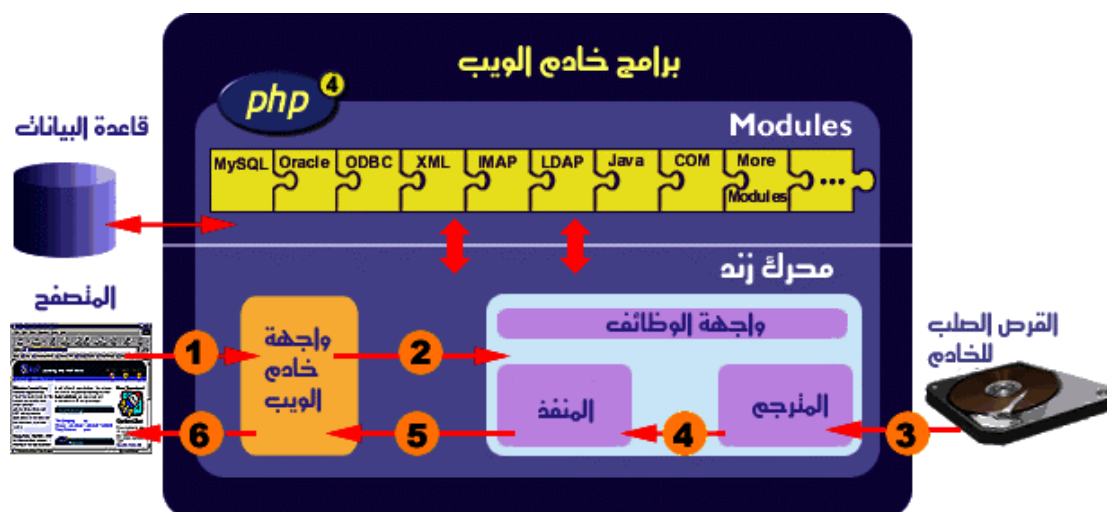 برامج خادم الويب
php 4
Modules
MySQL Oracle ODBC XML IMAP LDAP Java COM More Modules ...
قاعدة البيانات
محرك زند
المتصفح
واجهة
خادم
الويب
واجهة الوظائف
المنفذ
المترجم
القرص الصلب
للخادم
1
2
3
4
5
6